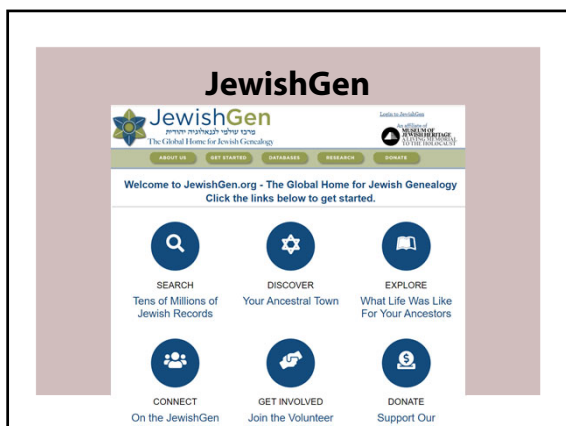 JewishGen
JewishGen
מרכז עולמי לגנאלוגיה יהודית
The Global Home for Jewish Genealogy
Login to JewishGen
An affiliate of
MUSEUM OF
JEWISH HERITAGE
A LIVING MEMORIAL
TO THE HOLOCAUST
ABOUT US GET STARTED DATABASES RESEARCH DONATE
Welcome to JewishGen.org - The Global Home for Jewish Genealogy
Click the links below to get started.
SEARCH DISCOVER EXPLORE
Tens of Millions of Your Ancestral Town What Life Was Like
Jewish Records For Your Ancestors
CONNECT GET INVOLVED DONATE
On the JewishGen Join the Volunteer Support Our